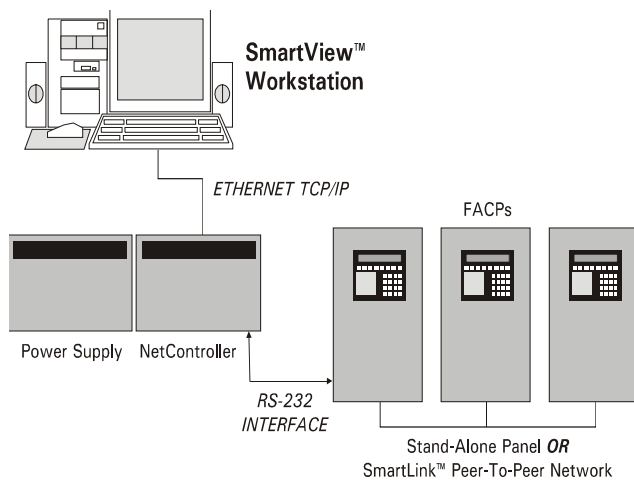 SmartView™
Workstation
ETHERNET TCP/IP
FACPs
Power Supply
NetController
RS-232
INTERFACE
Stand-Alone Panel OR
SmartLink™ Peer-To-Peer Network